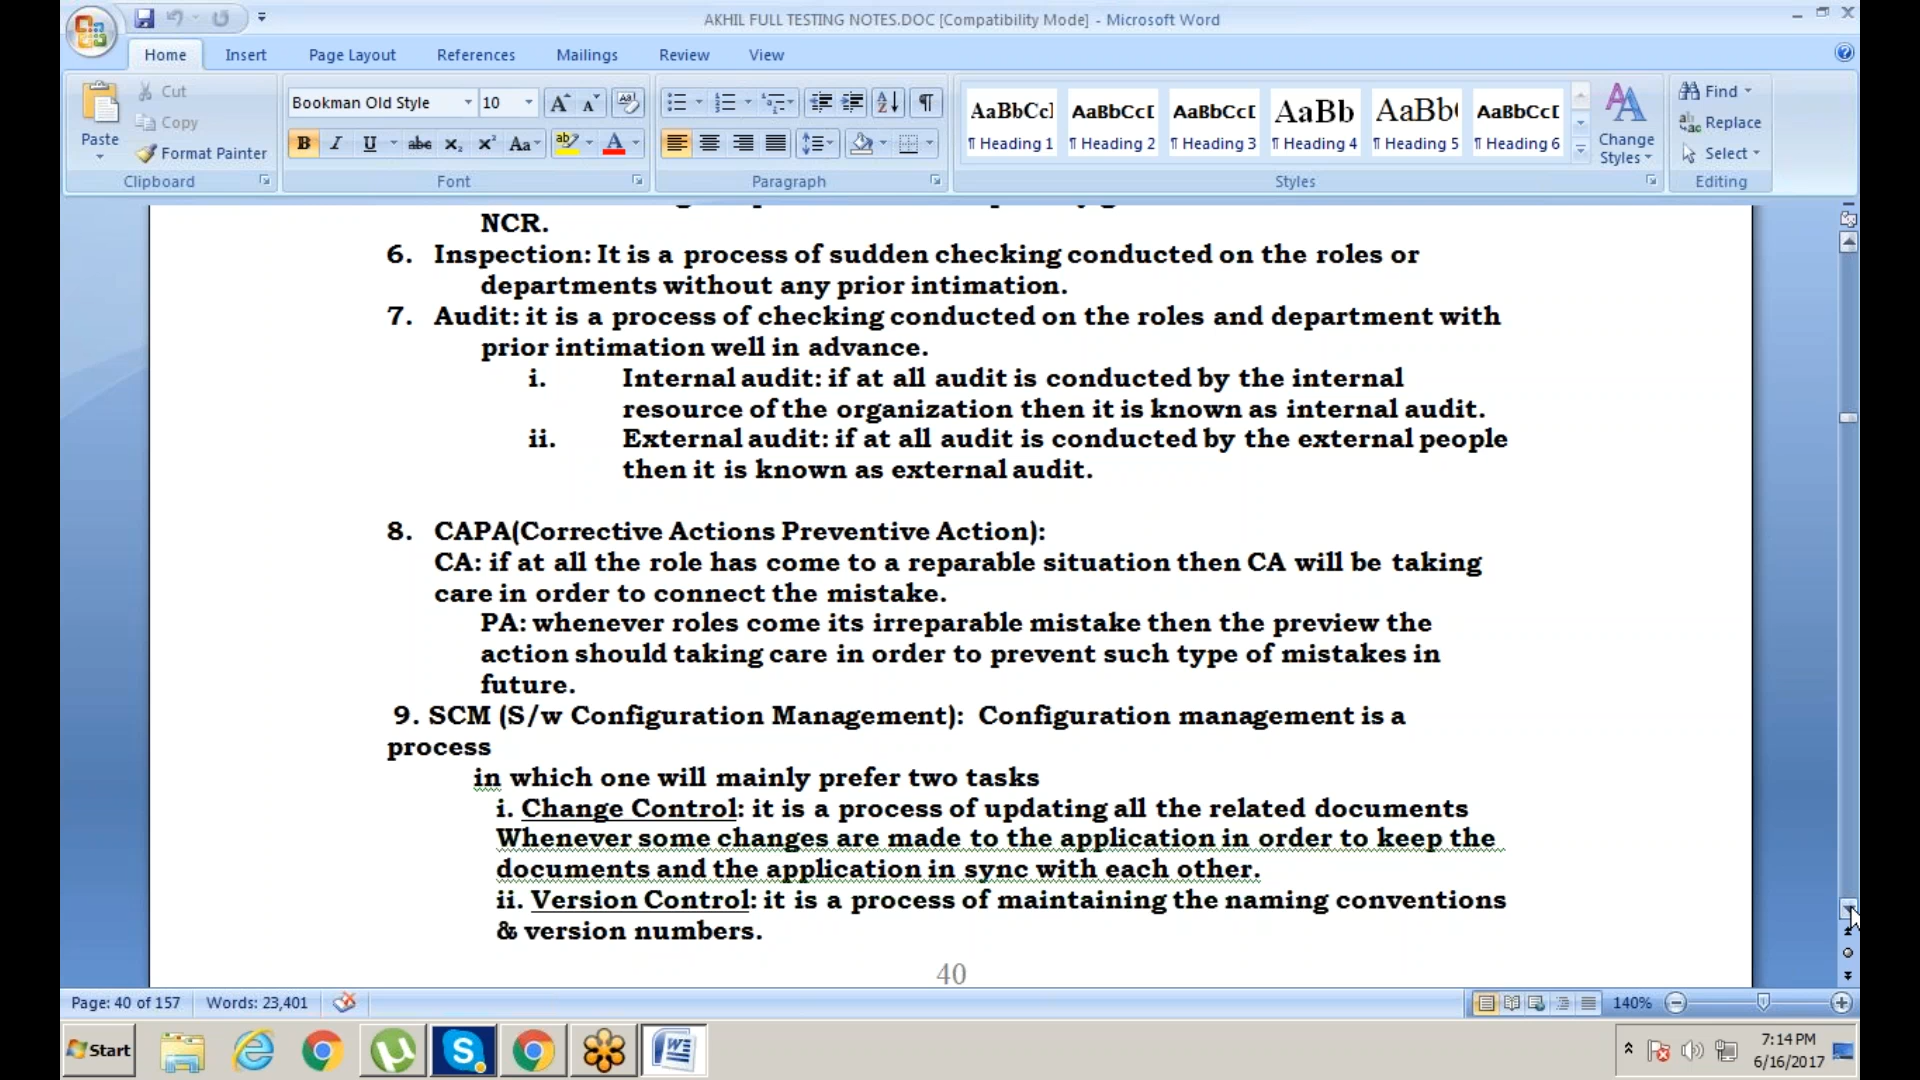 AKHIL FULL TESTING NOTES.DOC [Compatibility Mode] - Microsoft Word
Home Insert Page Layout References Mailings Review View
Paste
Cut
Copy
Format Painter
Clipboard
Bookman Old Style 10
Font
Paragraph
AaBbCcI AaBbCcI AaBbCcI AaBb AaBb( AaBbCcI
¶ Heading 1 ¶ Heading 2 ¶ Heading 3 ¶ Heading 4 ¶ Heading 5 ¶ Heading 6
Change
Styles
Styles
Find
Replace
Select
Editing
NCR.
6. Inspection: It is a process of sudden checking conducted on the roles or
departments without any prior intimation.
7. Audit: it is a process of checking conducted on the roles and department with
prior intimation well in advance.
i. Internal audit: if at all audit is conducted by the internal
resource of the organization then it is known as internal audit.
ii. External audit: if at all audit is conducted by the external people
then it is known as external audit.
8. CAPA(Corrective Actions Preventive Action):
CA: if at all the role has come to a reparable situation then CA will be taking
care in order to connect the mistake.
PA: whenever roles come its irreparable mistake then the preview the
action should taking care in order to prevent such type of mistakes in
future.
9. SCM (S/w Configuration Management): Configuration management is a
process
in which one will mainly prefer two tasks
i. Change Control: it is a process of updating all the related documents
Whenever some changes are made to the application in order to keep the
documents and the application in sync with each other.
ii. Version Control: it is a process of maintaining the naming conventions
& version numbers.
40
Page: 40 of 157 Words: 23,401 140%
Start 7:14 PM
6/16/2017